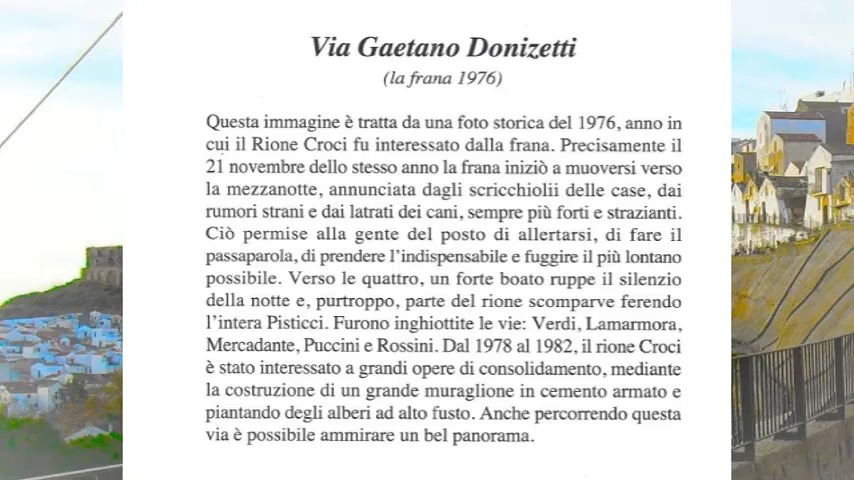 Via Gaetano Donizetti
(la frana 1976)
Questa immagine è tratta da una foto storica del 1976, anno in
cui il Rione Croci fu interessato dalla frana. Precisamente il
21 novembre dello stesso anno la frana iniziò a muoversi verso
la mezzanotte, annunciata dagli scricchiolii delle case, dai
rumori strani e dai latrati dei cani, sempre più forti e strazianti.
Ciò permise alla gente del posto di allertarsi, di fare il
passaparola, di prendere l'indispensabile e fuggire il più lontano
possibile. Verso le quattro, un forte boato ruppe il silenzio
della notte e, purtroppo, parte del rione scomparve ferendo
l'intera Pisticci. Furono inghiottite le vie: Verdi, Lamarmora,
Mercadante, Puccini e Rossini. Dal 1978 al 1982, il rione Croci
è stato interessato a grandi opere di consolidamento, mediante
la costruzione di un grande muraglione in cemento armato e
piantando degli alberi ad alto fusto. Anche percorrendo questa
via è possibile ammirare un bel panorama.